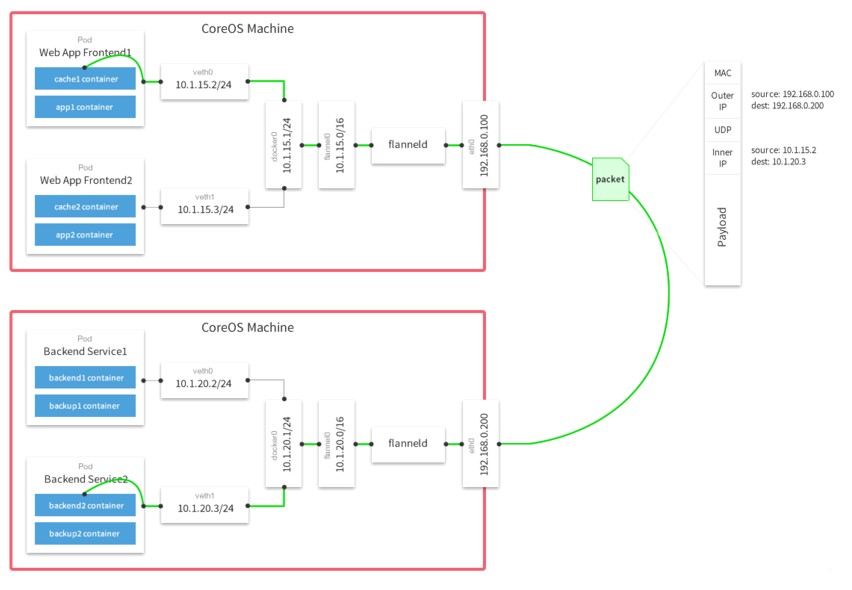 CoreOS Machine
Pod
Web App Frontend1
cache1 container
app1 container
veth0
10.1.15.2/24
Pod
Web App Frontend2
cache2 container
app2 container
veth1
10.1.15.3/24
docker0
10.1.15.1/24
flannel0
10.1.15.0/16
flanneld
eth0
192.168.0.100
packet
MAC
Outer
IP
source: 192.168.0.100
dest: 192.168.0.200
UDP
Inner
IP
source: 10.1.15.2
dest: 10.1.20.3
Payload
CoreOS Machine
Pod
Backend Service1
backend1 container
backup1 container
veth0
10.1.20.2/24
Pod
Backend Service2
backend2 container
backup2 container
veth1
10.1.20.3/24
docker0
10.1.20.1/24
flannel0
10.1.20.0/16
flanneld
eth0
192.168.0.200